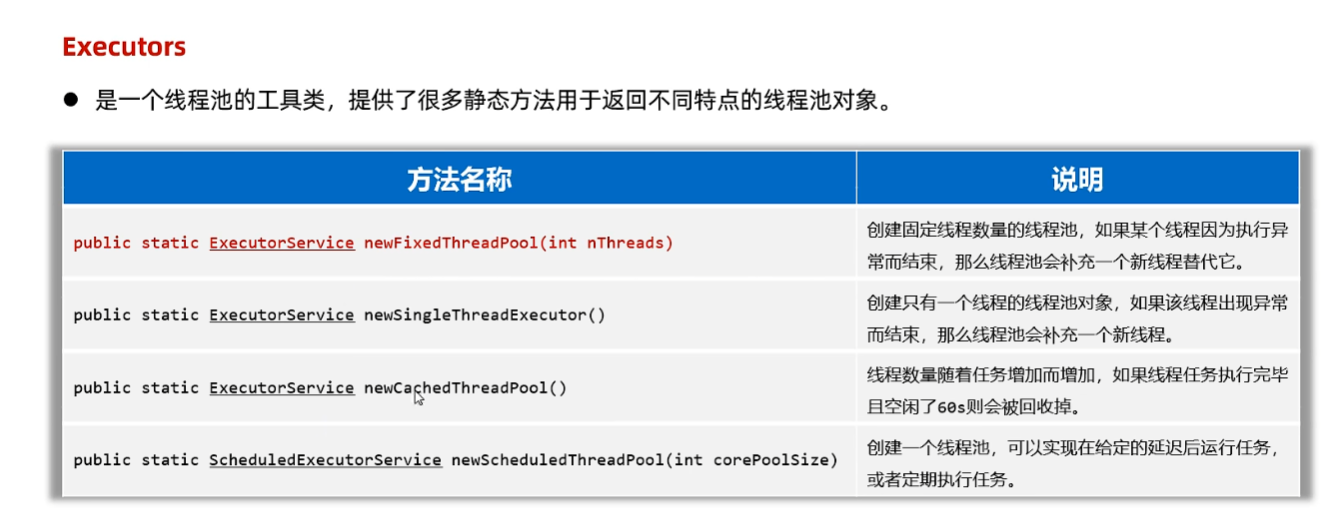 Executors
● 是一个线程池的工具类，提供了很多静态方法用于返回不同特点的线程池对象。
方法名称
说明
public static ExecutorService newFixedThreadPool(int nThreads)
创建固定线程数量的线程池，如果某个线程因为执行异
常而结束，那么线程池会补充一个新线程替代它。
public static ExecutorService newSingleThreadExecutor()
创建只有一个线程的线程池对象，如果该线程出现异常
而结束，那么线程池会补充一个新线程。
public static ExecutorService newCachedThreadPool()
线程数量随着任务增加而增加，如果线程任务执行完毕
且空闲了60s则会被回收掉。
public static ScheduledExecutorService newScheduledThreadPool(int corePoolSize)
创建一个线程池，可以实现在给定的延迟后运行任务，
或者定期执行任务。